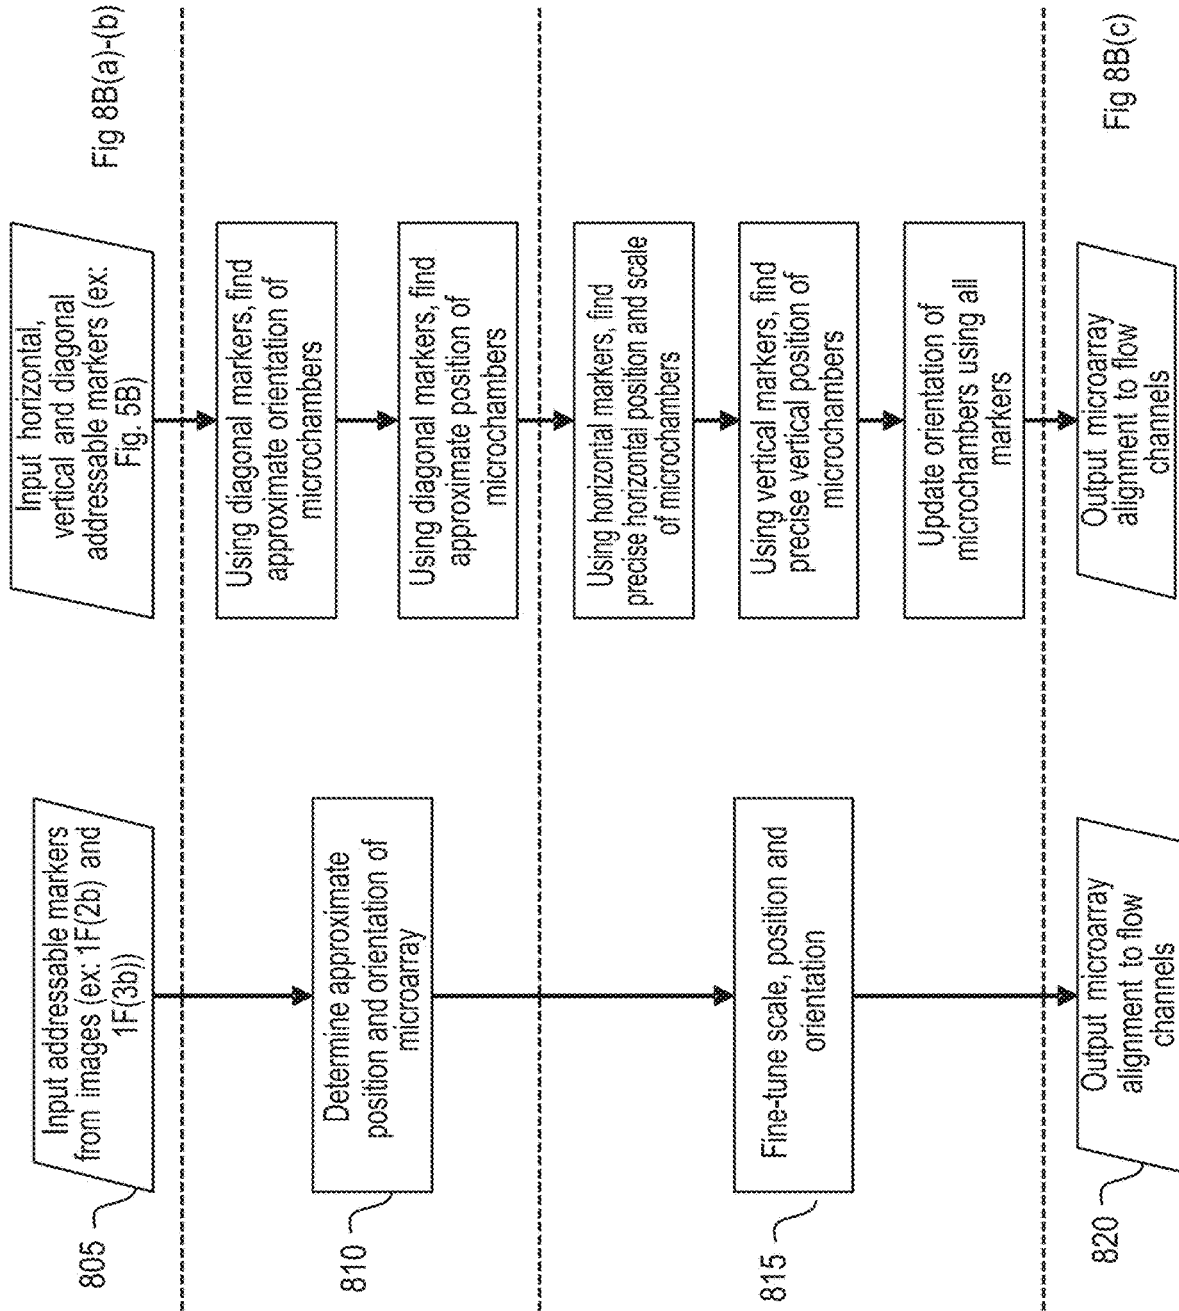 805
Input addressable markers
from images (ex: 1F(2b) and
1F(3b))
Input horizontal,
vertical and diagonal
addressable markers (ex:
Fig. 5B)
Fig 8B(a)-(b)
810
Determine approximate
position and orientation of
microarray
Using diagonal markers, find
approximate orientation of
microchambers
Using diagonal markers, find
approximate position of
microchambers
815
Fine-tune scale, position and
orientation
Using horizontal markers, find
precise horizontal position and scale
of microchambers
Using vertical markers, find
precise vertical position of
microchambers
Update orientation of
microchambers using all
markers
820
Output microarray
alignment to flow
channels
Output microarray
alignment to flow
channels
Fig 8B(c)